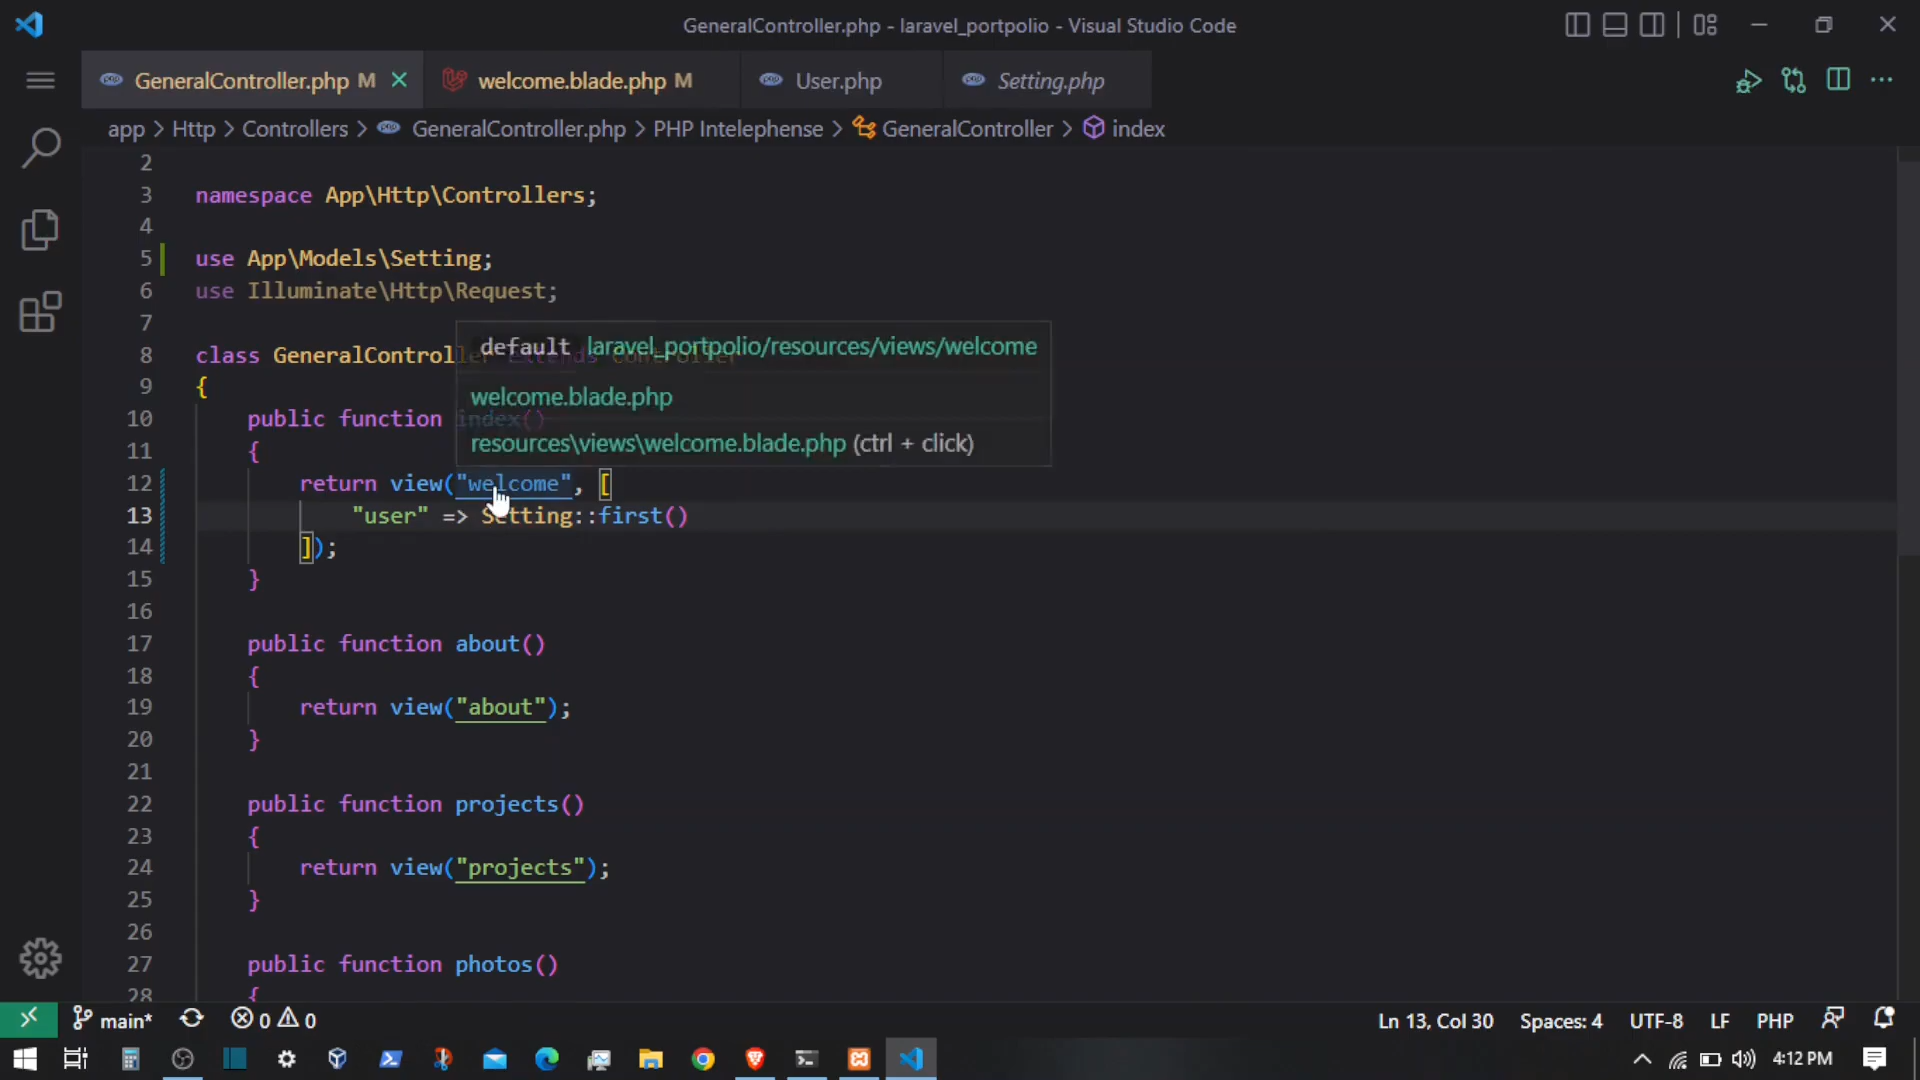 GeneralController.php - laravel_portpolio - Visual Studio Code
GeneralController.php M
welcome.blade.php M
User.php
Setting.php
app > Http > Controllers > GeneralController.php > PHP Intelephense > GeneralController > index
2
3 namespace App\Http\Controllers;
4
5 use App\Models\Setting;
6 use Illuminate\Http\Request;
7
default laravel_portpolio/resources/views/welcome
8 class GeneralController extends Controller
9 {
welcome.blade.php
10 public function index()
resources\views\welcome.blade.php (ctrl + click)
11 {
12 return view("welcome", [
13 "user" => Setting::first()
14 ]);
15 }
16
17 public function about()
18 {
19 return view("about");
20 }
21
22 public function projects()
23 {
24 return view("projects");
25 }
26
27 public function photos()
28 {
main* 0 0 Ln 13, Col 30 Spaces: 4 UTF-8 LF PHP
4:12 PM